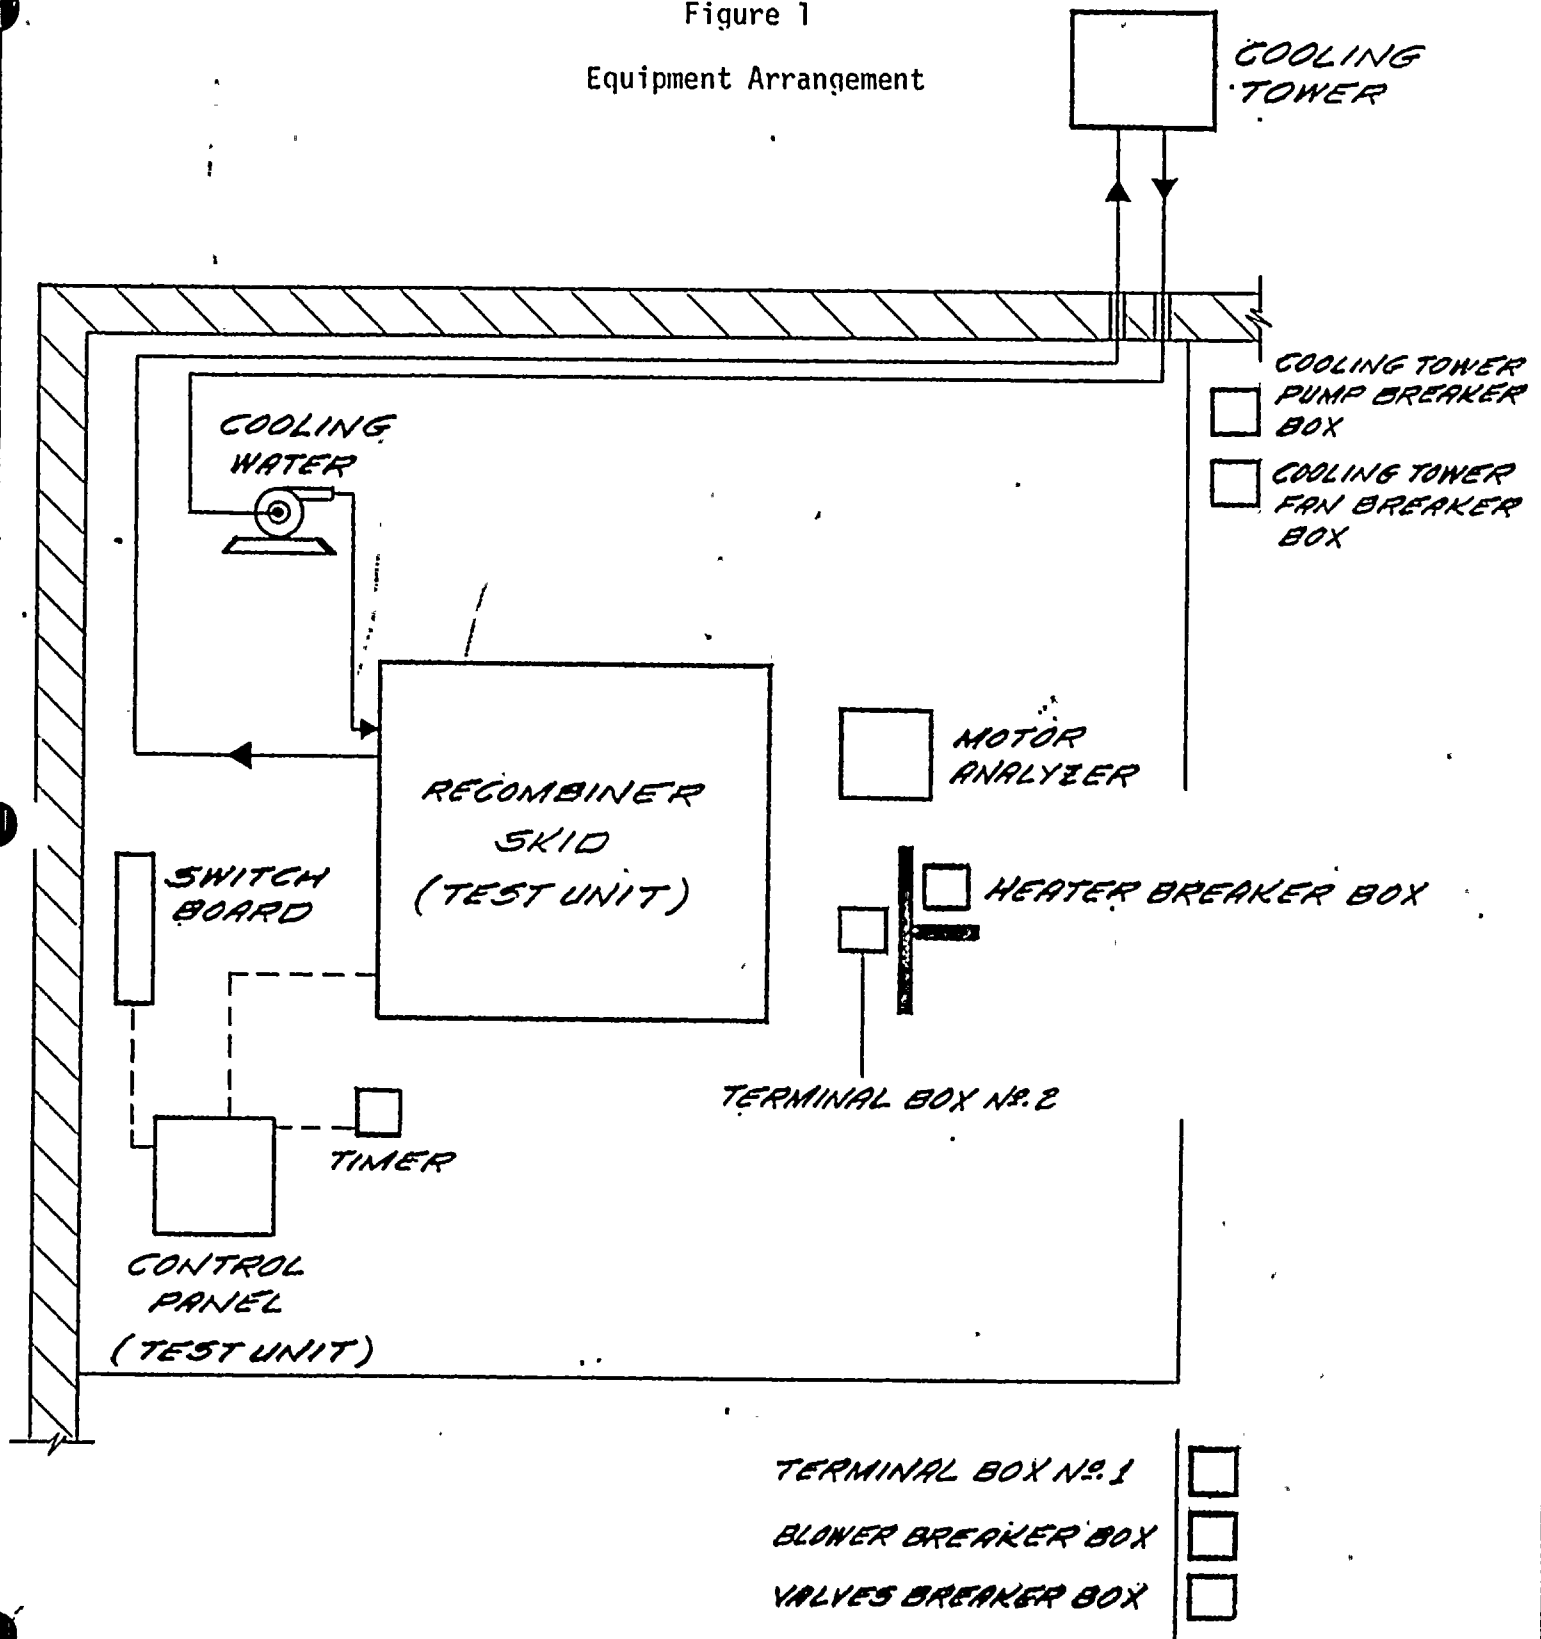 Figure 1
Equipment Arrangement
COOLING
TOWER
COOLING TOWER
PUMP BREAKER
BOX
COOLING TOWER
FAN BREAKER
BOX
COOLING
WATER
MOTOR
ANALYZER
RECOMBINER
SKID
(TEST UNIT)
SWITCH
BOARD
HEATER BREAKER BOX
TERMINAL BOX Nº. 2
TIMER
CONTROL
PANEL
(TEST UNIT)
TERMINAL BOX Nº. 1
BLOWER BREAKER BOX
VALVES BREAKER BOX